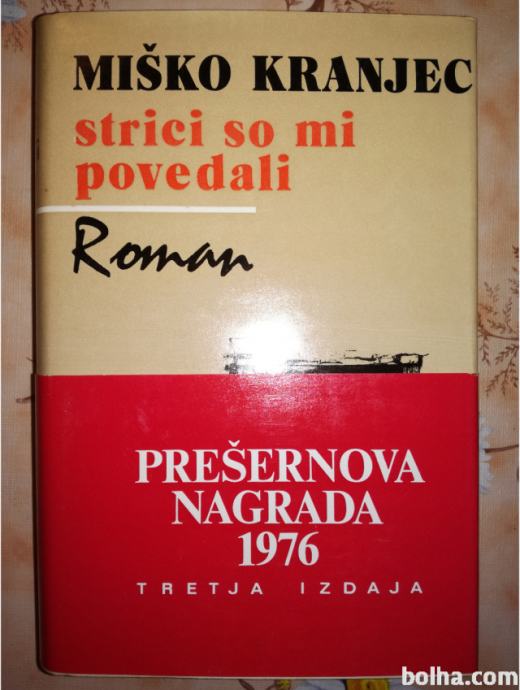 MIŠKO KRANJEC
strici so mi
povedali
Roman
PREŠERNOVA
NAGRADA
1976
TRETJA IZDAJA
bolha.com